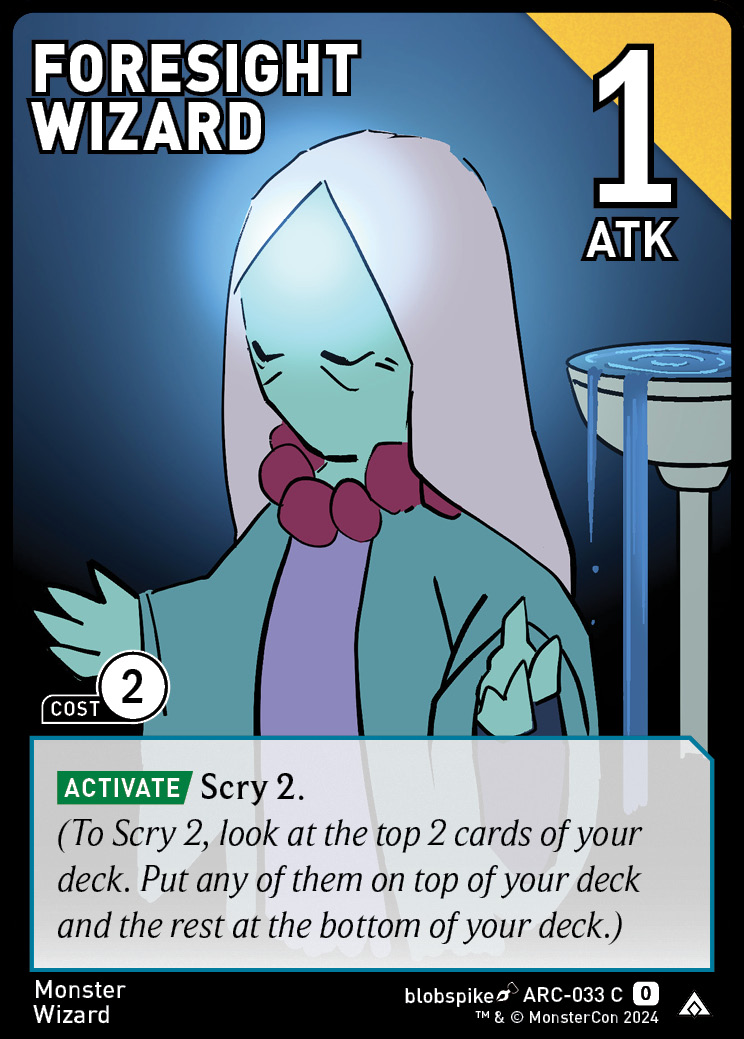 FORESIGHT
WIZARD
1
ATK
COST 2
ACTIVATE Scry 2.
(To Scry 2, look at the top 2 cards of your
deck. Put any of them on top of your deck
and the rest at the bottom of your deck.)
Monster
Wizard
blobspike ARC-033 C 0
™ & © MonsterCon 2024